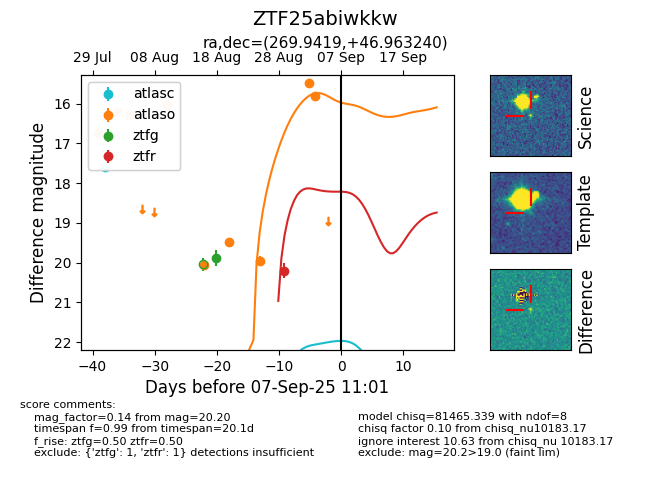 ZTF25abiwkkw
ra,dec=(269.9419,+46.963240)
29 Jul 08 Aug 18 Aug 28 Aug 07 Sep 17 Sep
atlasc
atlaso
ztfg
ztfr
16
17
18
19
20
21
22
Difference magnitude
−40 −30 −20 −10 0 10
Days before 07-Sep-25 11:01
Science
Template
Difference
score comments:
mag_factor=0.14 from mag=20.20
timespan f=0.99 from timespan=20.1d
f_rise: ztfg=0.50 ztfr=0.50
exclude: {'ztfg': 1, 'ztfr': 1} detections insufficient
model chisq=81465.339 with ndof=8
chisq factor 0.10 from chisq_nu10183.17
ignore interest 10.63 from chisq_nu 10183.17
exclude: mag=20.2>19.0 (faint lim)